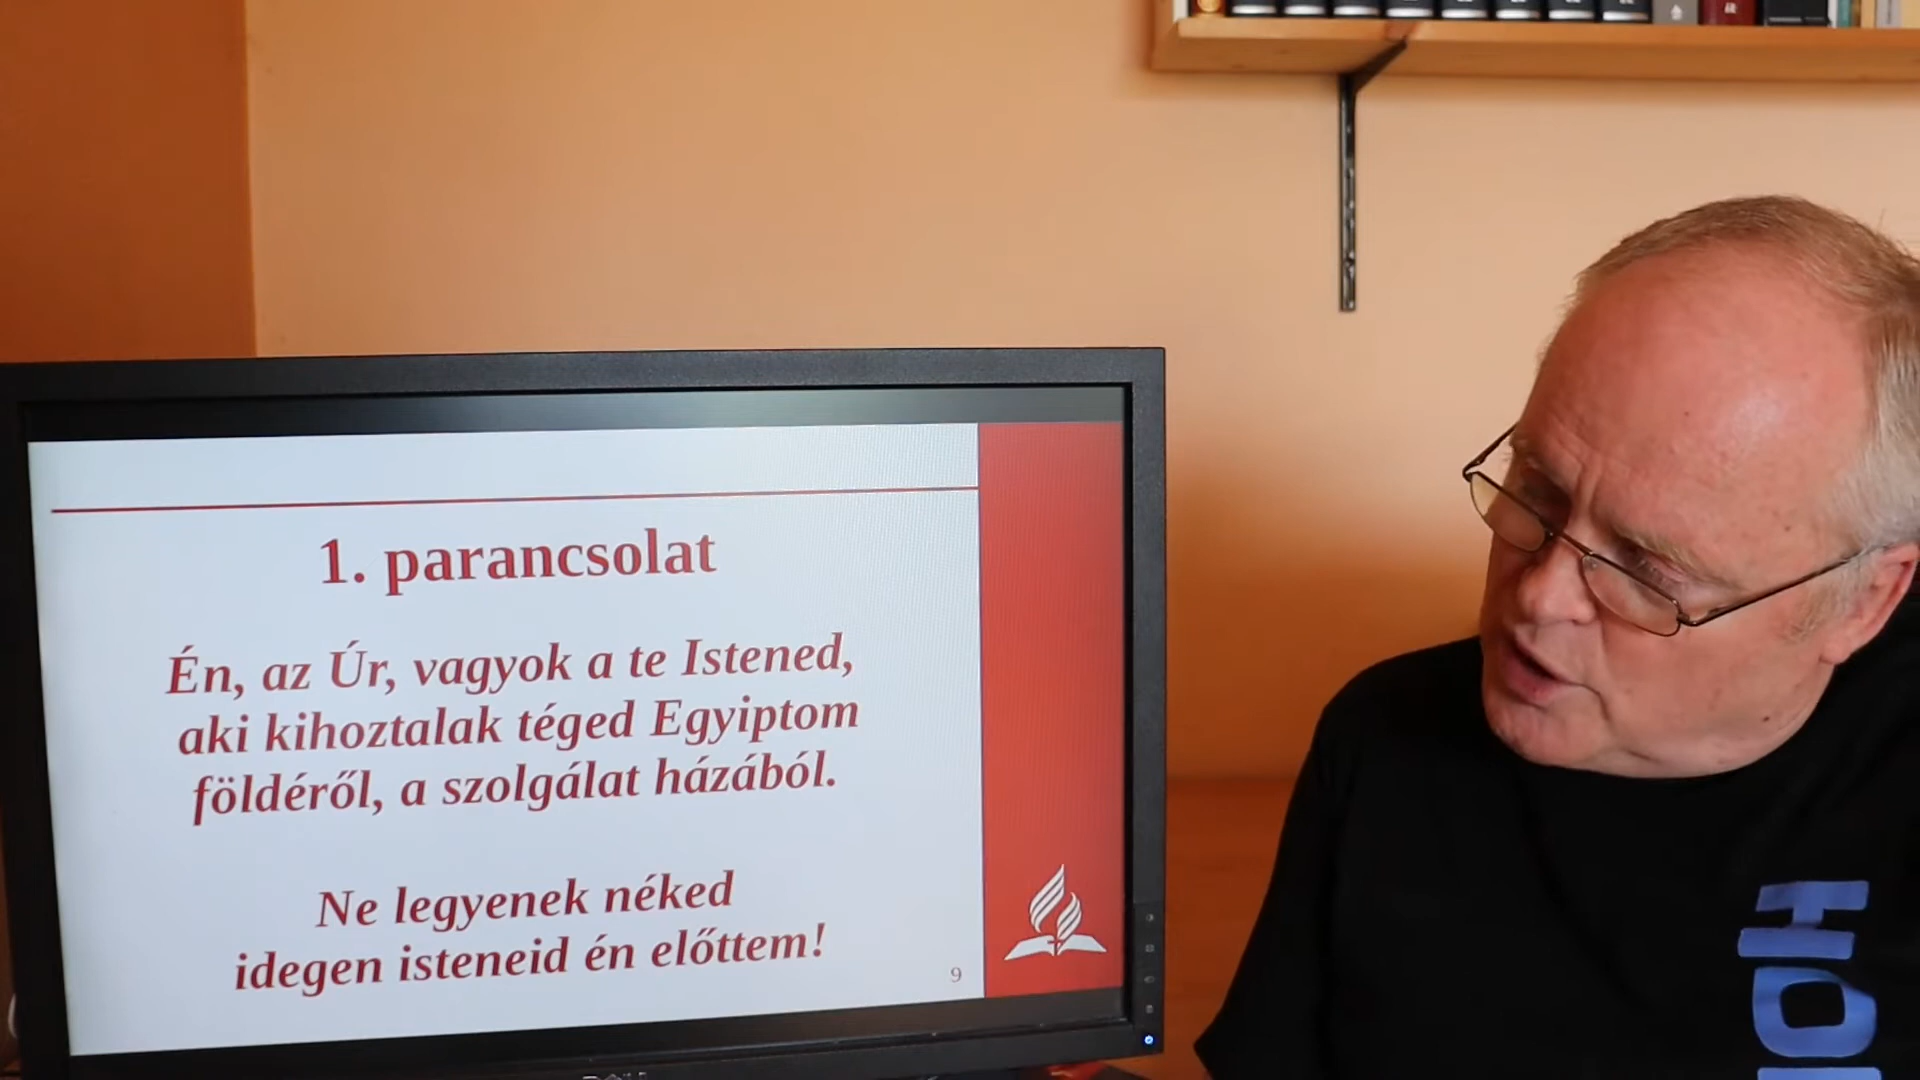 1. parancsolat
Én, az Úr, vagyok a te Istened,
aki kihoztalak téged Egyiptom
földéről, a szolgálat házából.
Ne legyenek néked
idegen isteneid én előttem!
9